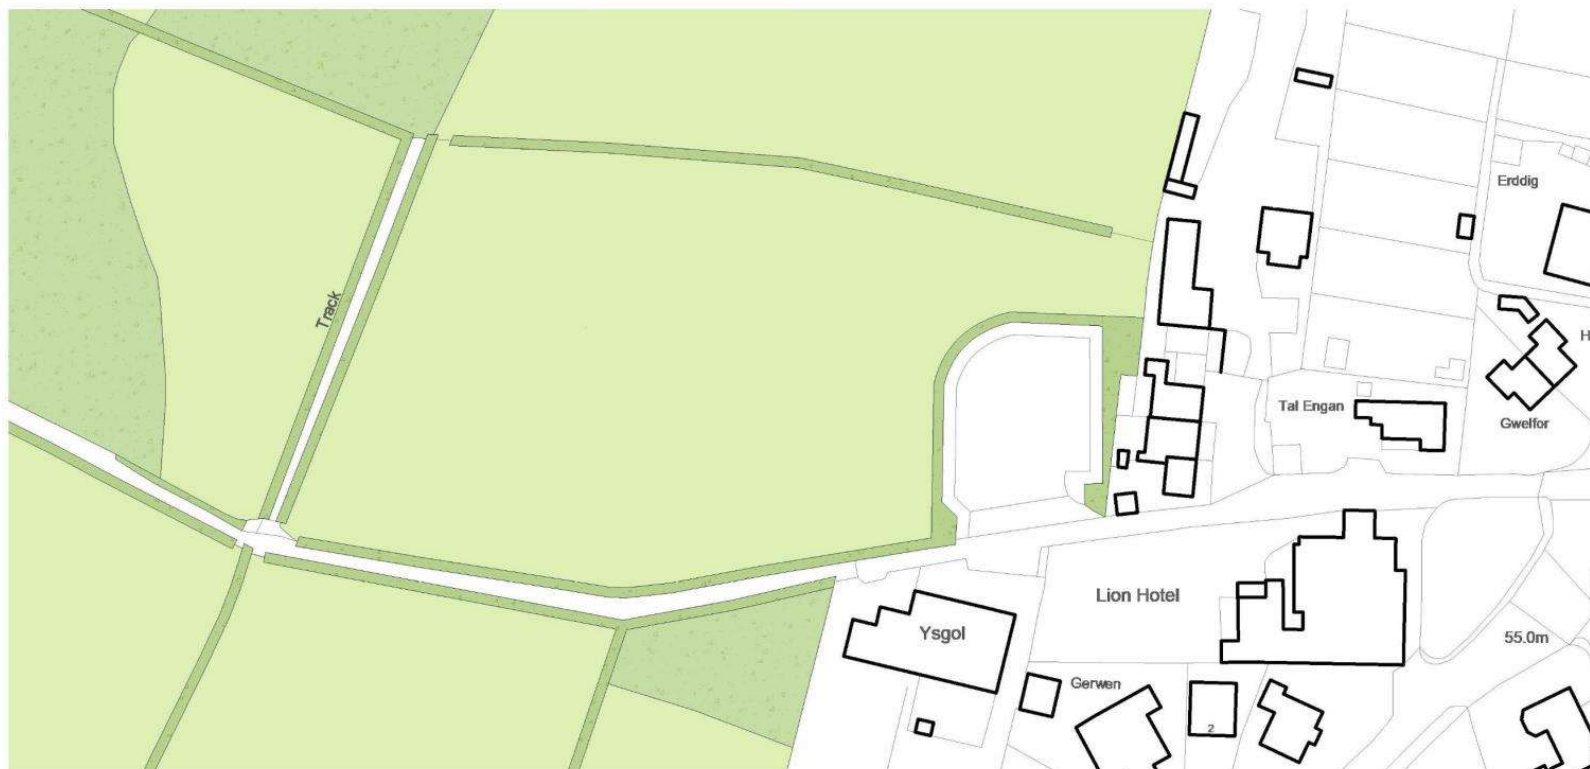 Erddig
Track
H
Tal Engan
Gwelfor
Lion Hotel
Ysgol
55.0m
Gerwen
2